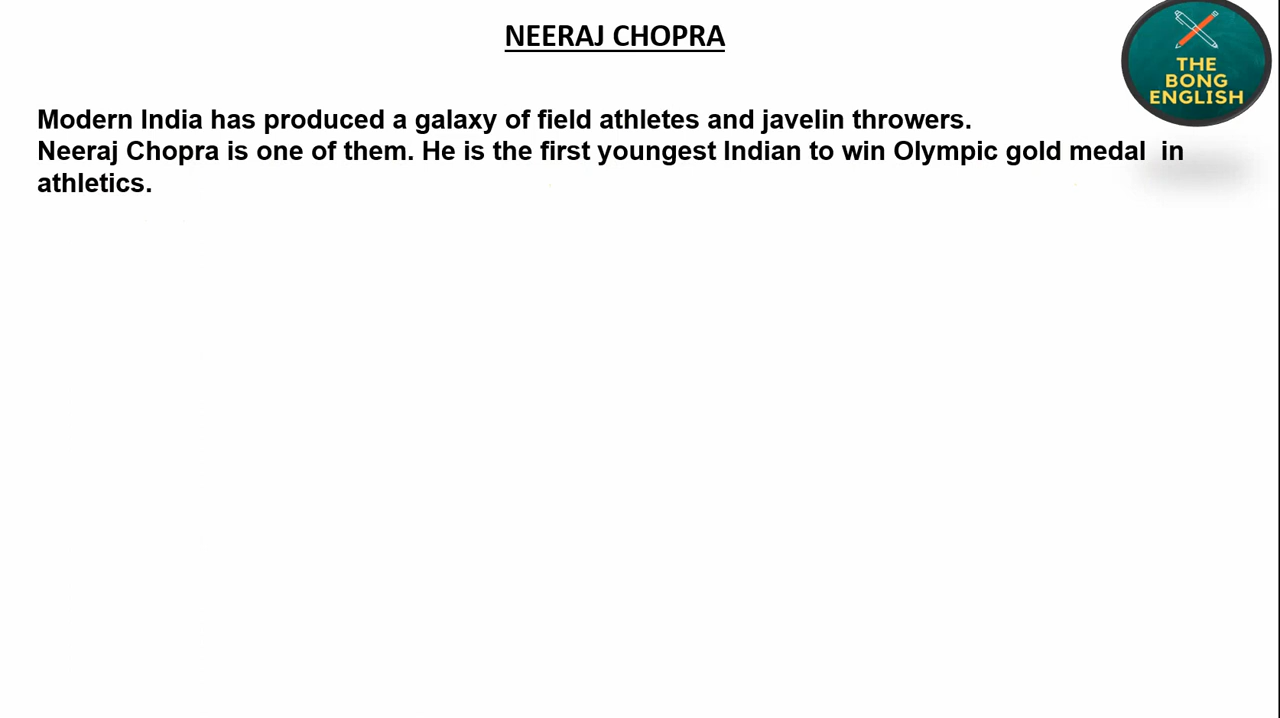 NEERAJ CHOPRA
THE
BONG
ENGLISH
Modern India has produced a galaxy of field athletes and javelin throwers.
Neeraj Chopra is one of them. He is the first youngest Indian to win Olympic gold medal  in
athletics.